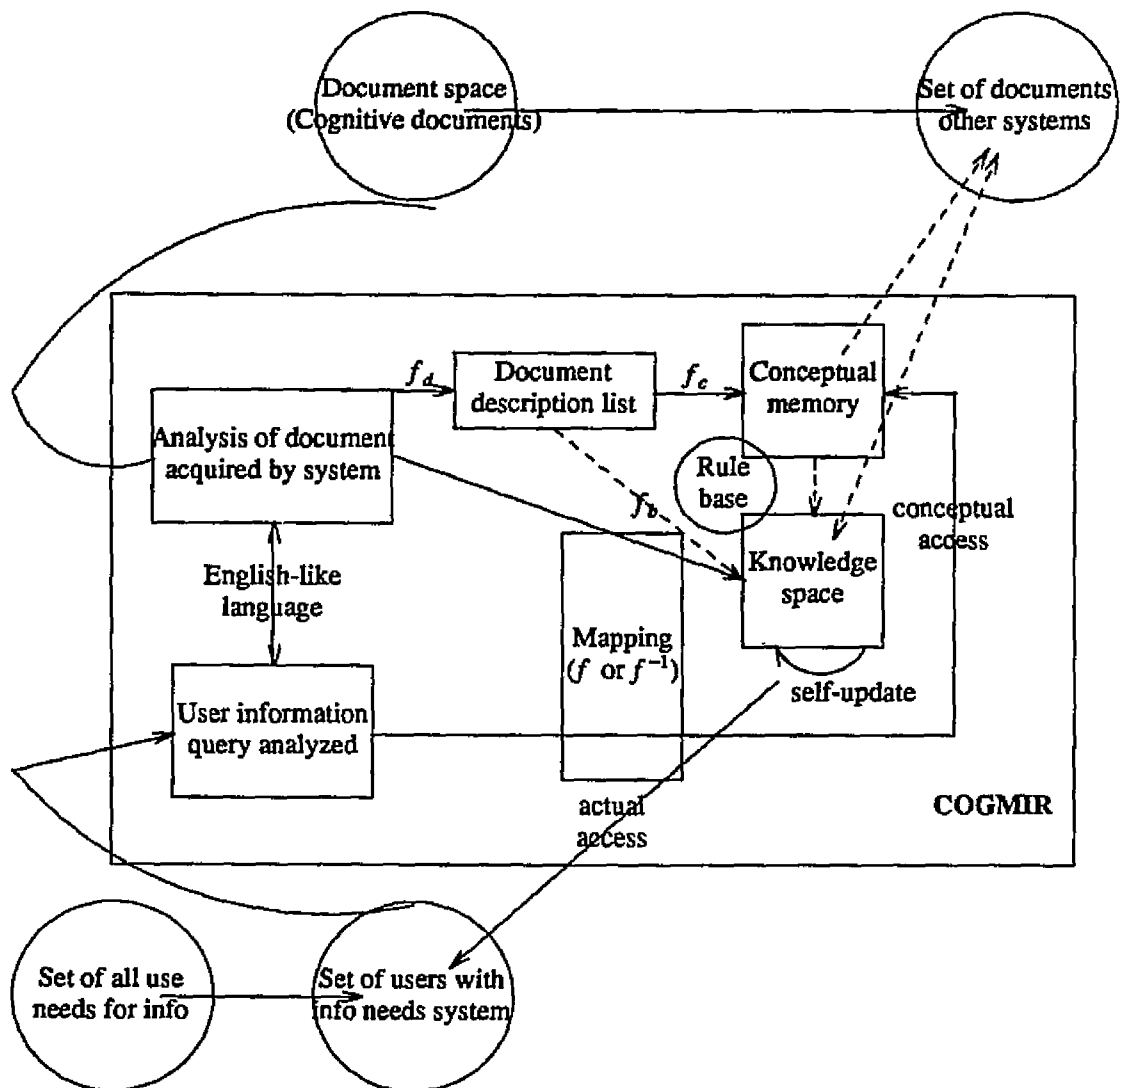 Document space
(Cognitive documents)
Set of documents
other systems
f_d
Document
description list
f_c
Conceptual
memory
Analysis of document
acquired by system
Rule
base
f_b
conceptual
access
English-like
language
Knowledge
space
Mapping
(f or f⁻¹)
self-update
User information
query analyzed
actual
access
COGMIR
Set of all use
needs for info
Set of users with
info needs system